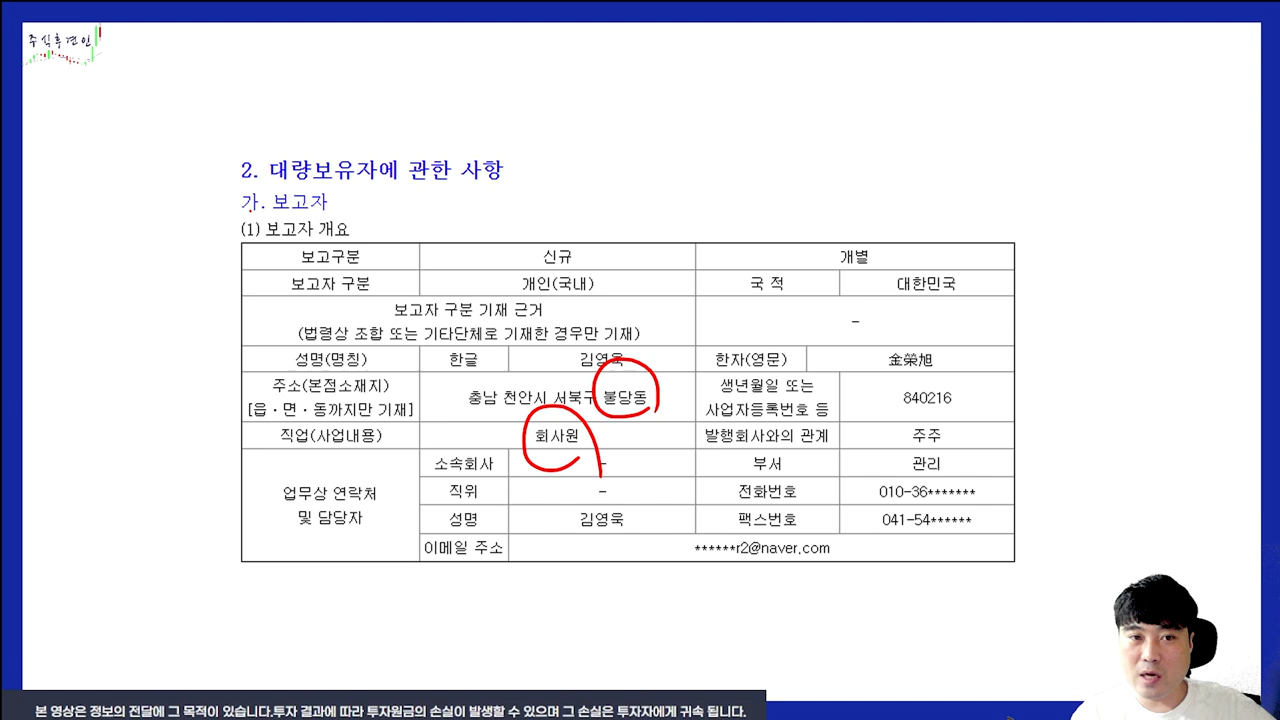 주식후견인
2. 대량보유자에 관한 사항
가. 보고자
(1) 보고자 개요
보고구분 신규 개별
보고자 구분 개인(국내) 국 적 대한민국
보고자 구분 기재 근거
(법령상 조합 또는 기타단체로 기재한 경우만 기재)
-
성명(명칭) 한글 김영욱 한자(영문) 金榮旭
주소(본점소재지)
[읍·면·동까지만 기재]
충남 천안시 서북구 불당동
생년월일 또는
사업자등록번호 등
840216
직업(사업내용) 회사원 발행회사와의 관계 주주
업무상 연락처
및 담당자
소속회사 - 부서 관리
직위 - 전화번호 010-36*******
성명 김영욱 팩스번호 041-54******
이메일 주소 ******r2@naver.com
본 영상은 정보의 전달에 그 목적이 있습니다.투자 결과에 따라 투자원금의 손실이 발생할 수 있으며 그 손실은 투자자에게 귀속 됩니다.